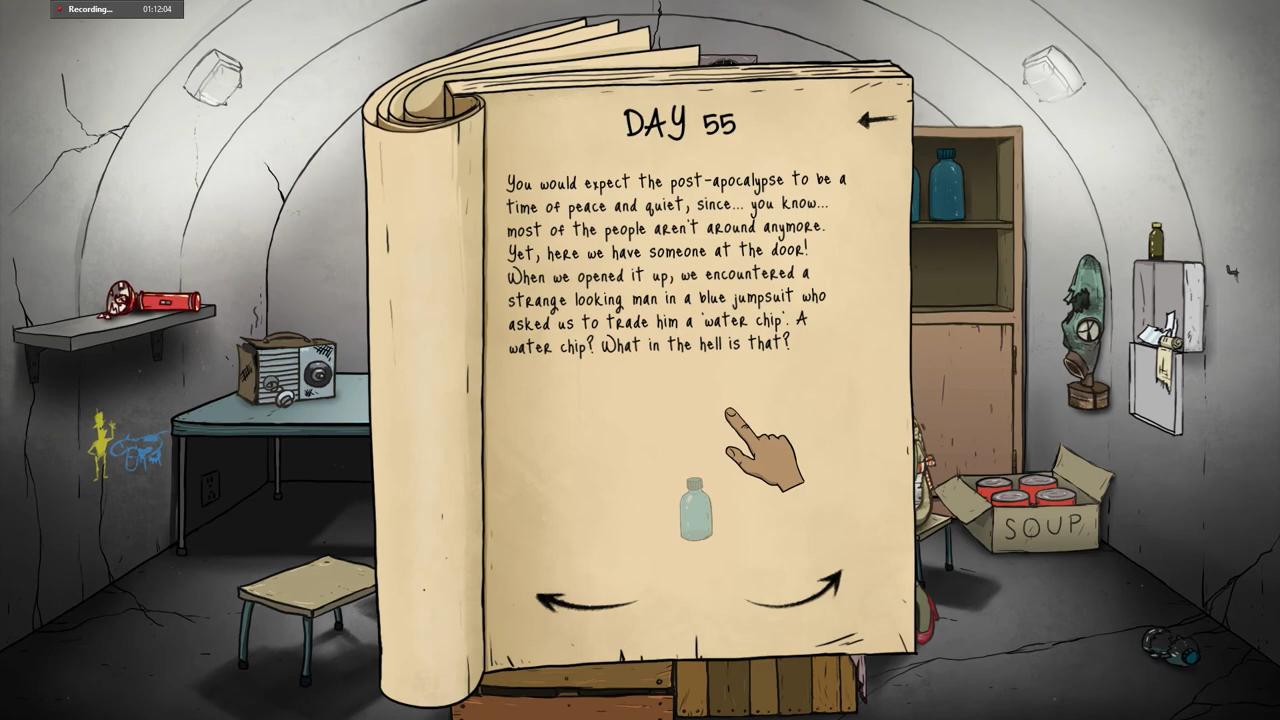 Recording... 01:12:04
DAY 55
You would expect the post-apocalypse to be a
time of peace and quiet, since... you know...
most of the people aren't around anymore.
Yet, here we have someone at the door!
When we opened it up, we encountered a
strange looking man in a blue jumpsuit who
asked us to trade him a 'water chip'. A
water chip? What in the hell is that?
SOUP